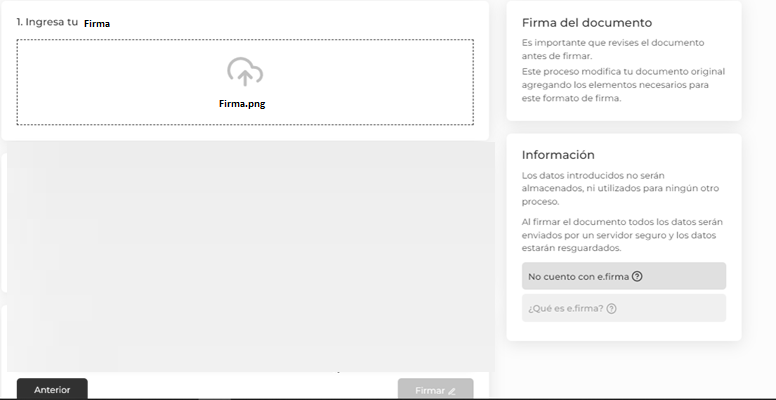 1. Ingresa tu Firma
Firma.png
Anterior
Firmar
Firma del documento
Es importante que revises el documento
antes de firmar.
Este proceso modifica tu documento original
agregando los elementos necesarios para
este formato de firma.
Información
Los datos introducidos no serán
almacenados, ni utilizados para ningún otro
proceso.
Al firmar el documento todos los datos serán
enviados por un servidor seguro y los datos
estarán resguardados.
No cuento con e.firma
¿Qué es e.firma?